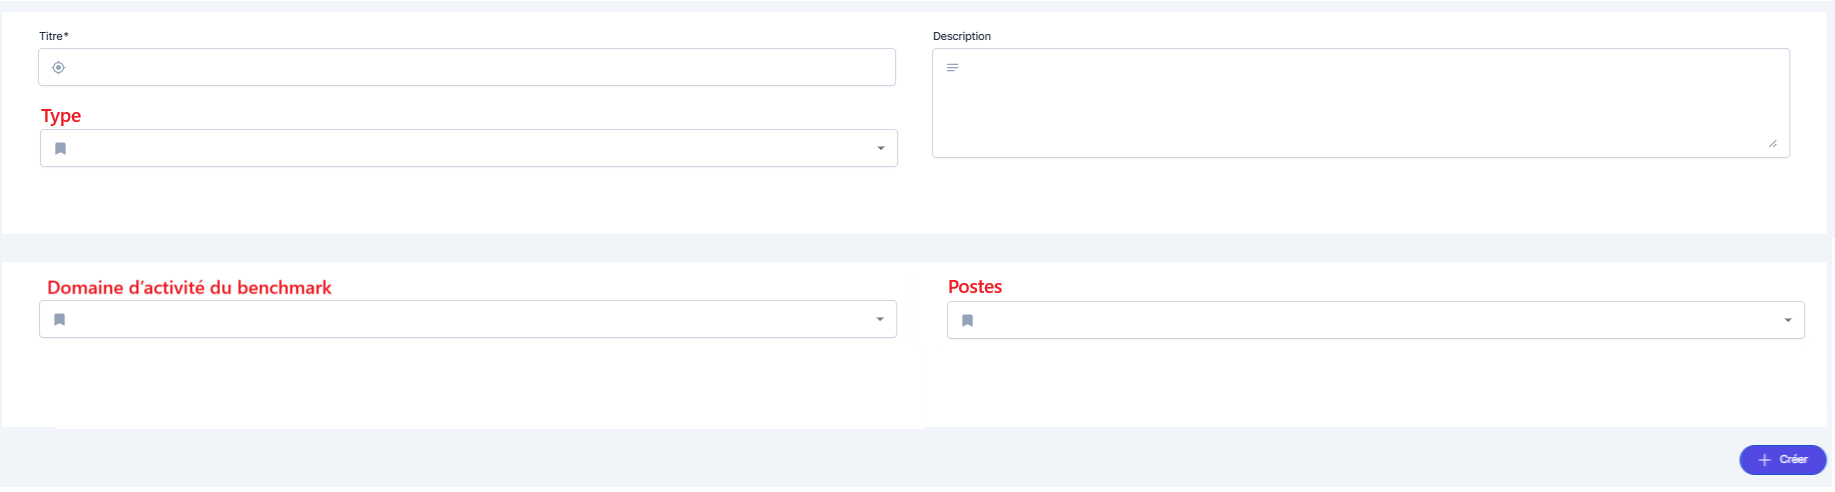 Titre*
Description
Type
Domaine d'activité du benchmark
Postes
Créer